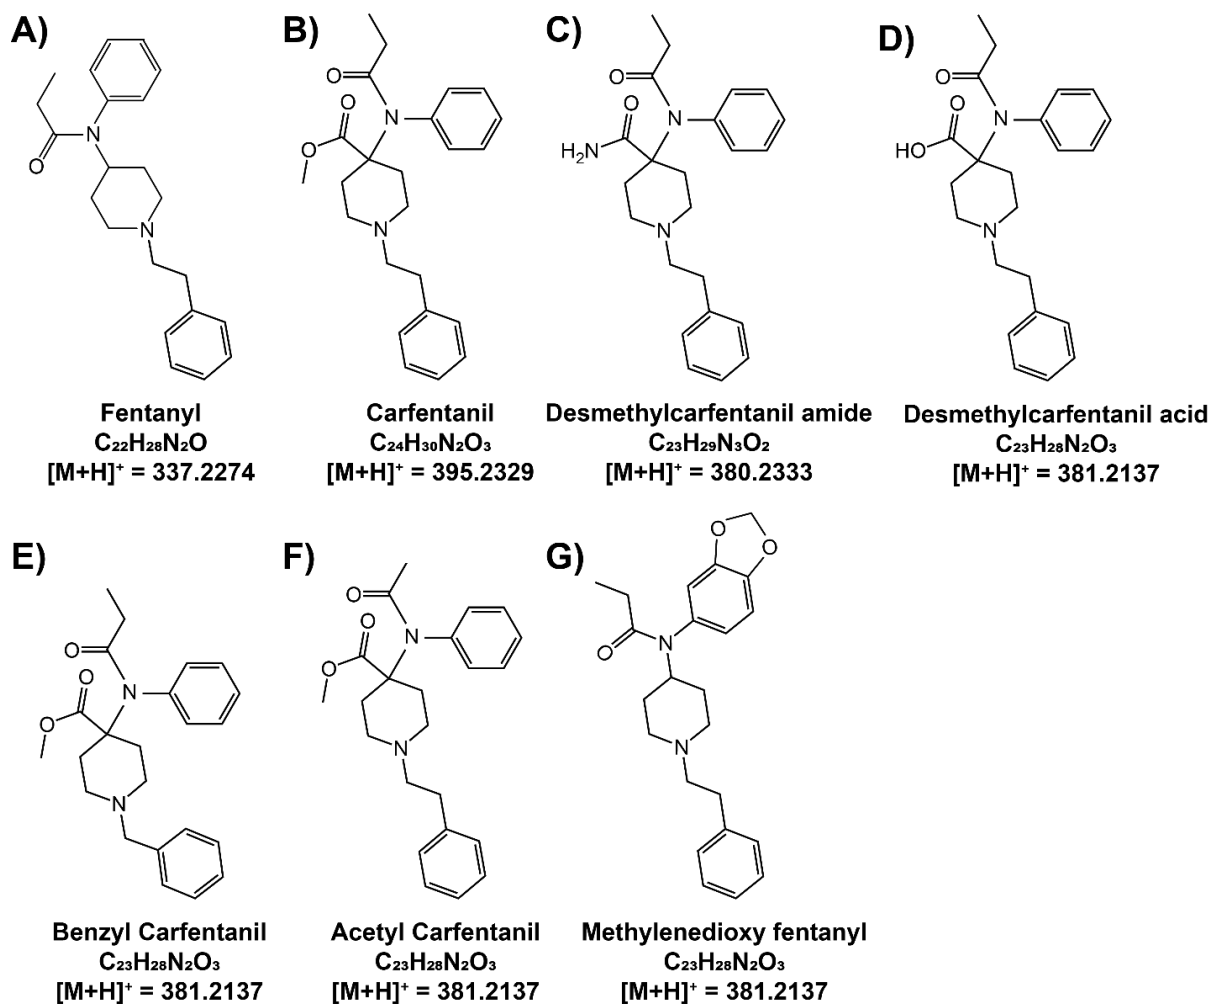 A)
B)
C)
D)
O
N
N
O
N
O
O
N
O
N
O
H₂N
N
O
N
O
HO
N
Fentanyl
C₂₂H₂₈N₂O
[M+H]⁺ = 337.2274
Carfentanil
C₂₄H₃₀N₂O₃
[M+H]⁺ = 395.2329
Desmethylcarfentanil amide
C₂₃H₂₉N₃O₂
[M+H]⁺ = 380.2333
Desmethylcarfentanil acid
C₂₃H₂₈N₂O₃
[M+H]⁺ = 381.2137
E)
F)
G)
O
N
O
O
N
O
N
O
O
N
O
O
O
N
N
Benzyl Carfentanil
C₂₃H₂₈N₂O₃
[M+H]⁺ = 381.2137
Acetyl Carfentanil
C₂₃H₂₈N₂O₃
[M+H]⁺ = 381.2137
Methylenedioxy fentanyl
C₂₃H₂₈N₂O₃
[M+H]⁺ = 381.2137